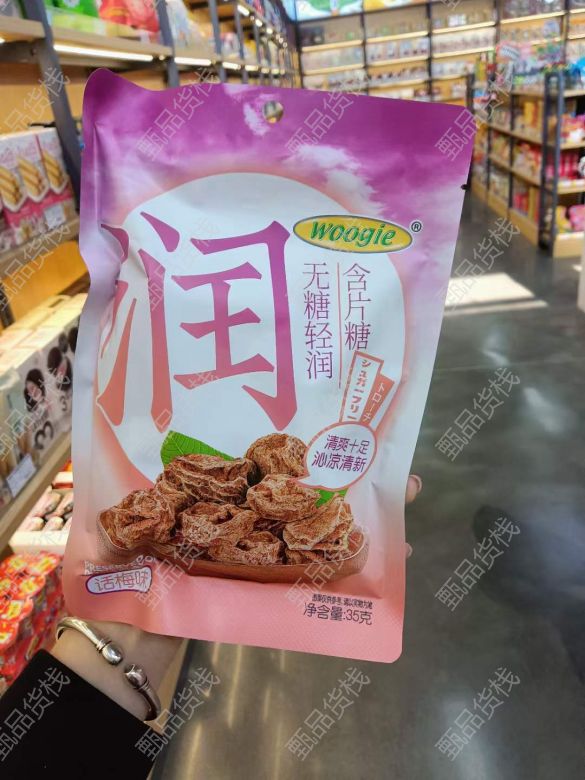 润
woogie®
含片糖
无糖轻润
シュガーフリー
トローチ
清爽十足
沁凉清新
话梅味
净含量:35克
甄品货栈